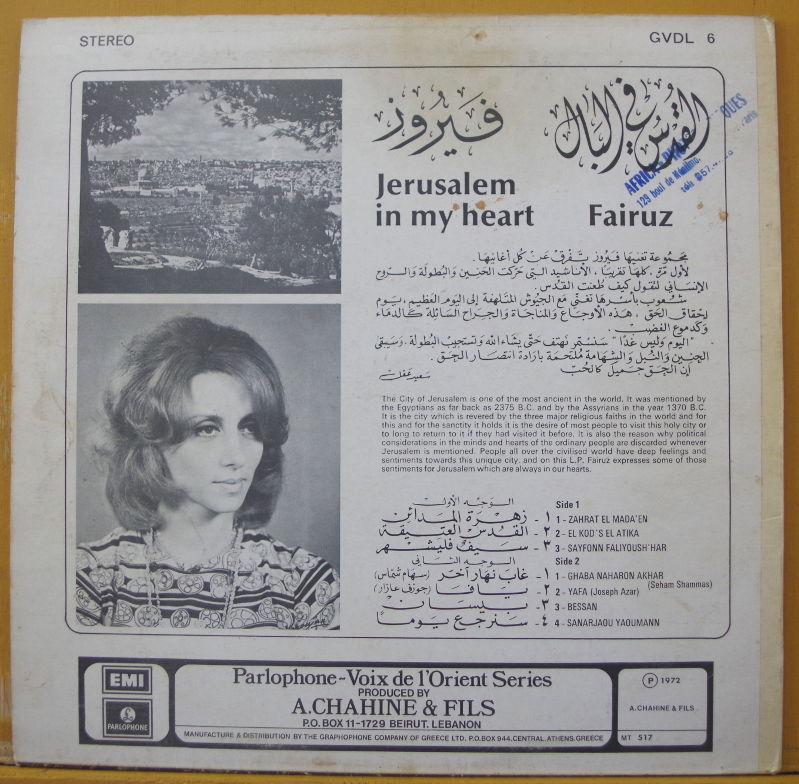 STEREO
GVDL 6
فيروز
القدس في البال
Jerusalem
in my heart
Fairuz
AFRICA
129 boul de
مجموعة تغنيها فيروز تتفرق عن كل أغانيها.
لأول مرة، كلها تقريبا، الأناشيد التي حركت الحنين والبطولة والروح
الإنساني لتقول كيف طعنت القدس.
شعوب بأسرها تغني مع الجيوش المتلهفة إلى اليوم العظيم، يوم
إحقاق الحق، هذه الأوجاع والمناجاة والجراح السائلة كالدماء
وكدموع الغضب.
"اليوم وليس غدا" سنستمر نهتف حتى يشاء الله وتستجيب البطولة. وسيبقى
الحنين والنبل والشهامة ملتحمة بإرادة انتصار الحق.
إن الحق جميل كالحب
سعيد عقل
The City of Jerusalem is one of the most ancient in the world. It was mentioned by
the Egyptians as far back as 2375 B.C. and by the Assyrians in the year 1370 B.C.
It is the city which is revered by the three major religious faiths in the world and for
this and for the sanctity it holds it is the desire of most people to visit this holy city or
to long to return to it if they had visited it before. It is also the reason why political
considerations in the minds and hearts of the ordinary people are discarded whenever
Jerusalem is mentioned. People all over the civilised world have deep feelings and
sentiments towards this unique city, and on this L.P. Fairuz expresses some of those
sentiments for Jerusalem which are always in our hearts.
الوجه الأول
١ - زهرة المدائن
٢ - القدس العتيقة
٣ - سيف فليشهر
الوجه الثاني
١ - غاب نهار آخر (سهام شماس)
٢ - يافا (جوزف عازار)
٣ - بيسان
٤ - سنرجع يوما
Side 1
1 - ZAHRAT EL MADA'EN
2 - EL KOD'S EL ATIKA
3 - SAYFONN FALIYOUSH'HAR
Side 2
1 - GHABA NAHARON AKHAR
(Seham Shammas)
2 - YAFA (Joseph Azar)
3 - BESSAN
4 - SANARJAOU YAOUMANN
EMI
PARLOPHONE
Parlophone-Voix de l'Orient Series
PRODUCED BY
A.CHAHINE & FILS
P.O. BOX 11-1729 BEIRUT. LEBANON
MANUFACTURE & DISTRIBUTION BY THE GRAPHOPHONE COMPANY OF GREECE LTD. P.O.BOX 944.CENTRAL.ATHENS.GREECE
P 1972
A.CHAHINE & FILS
MT 517